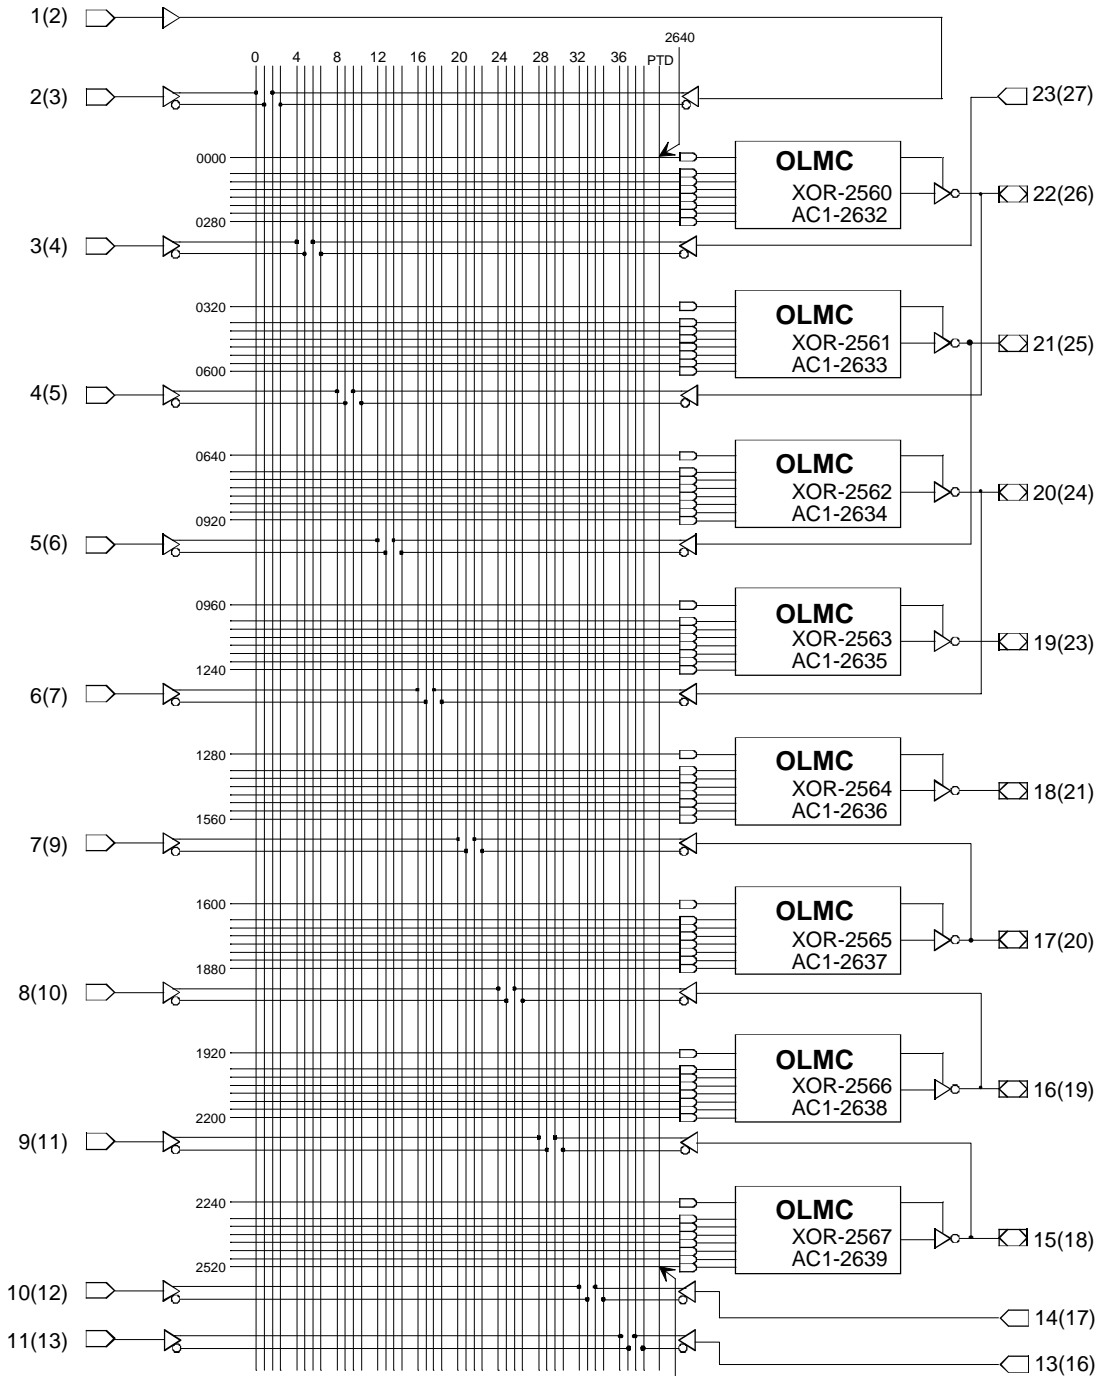 1(2)
2640
0 4 8 12 16 20 24 28 32 36 PTD
2(3) 23(27)
0000 OLMC
XOR-2560 22(26)
AC1-2632
0280
3(4)
0320 OLMC
XOR-2561 21(25)
AC1-2633
0600
4(5)
0640 OLMC
XOR-2562 20(24)
AC1-2634
0920
5(6)
0960 OLMC
XOR-2563 19(23)
AC1-2635
1240
6(7)
1280 OLMC
XOR-2564 18(21)
AC1-2636
1560
7(9)
1600 OLMC
XOR-2565 17(20)
AC1-2637
1880
8(10)
1920 OLMC
XOR-2566 16(19)
AC1-2638
2200
9(11)
2240 OLMC
XOR-2567 15(18)
AC1-2639
2520
10(12)
14(17)
11(13)
13(16)